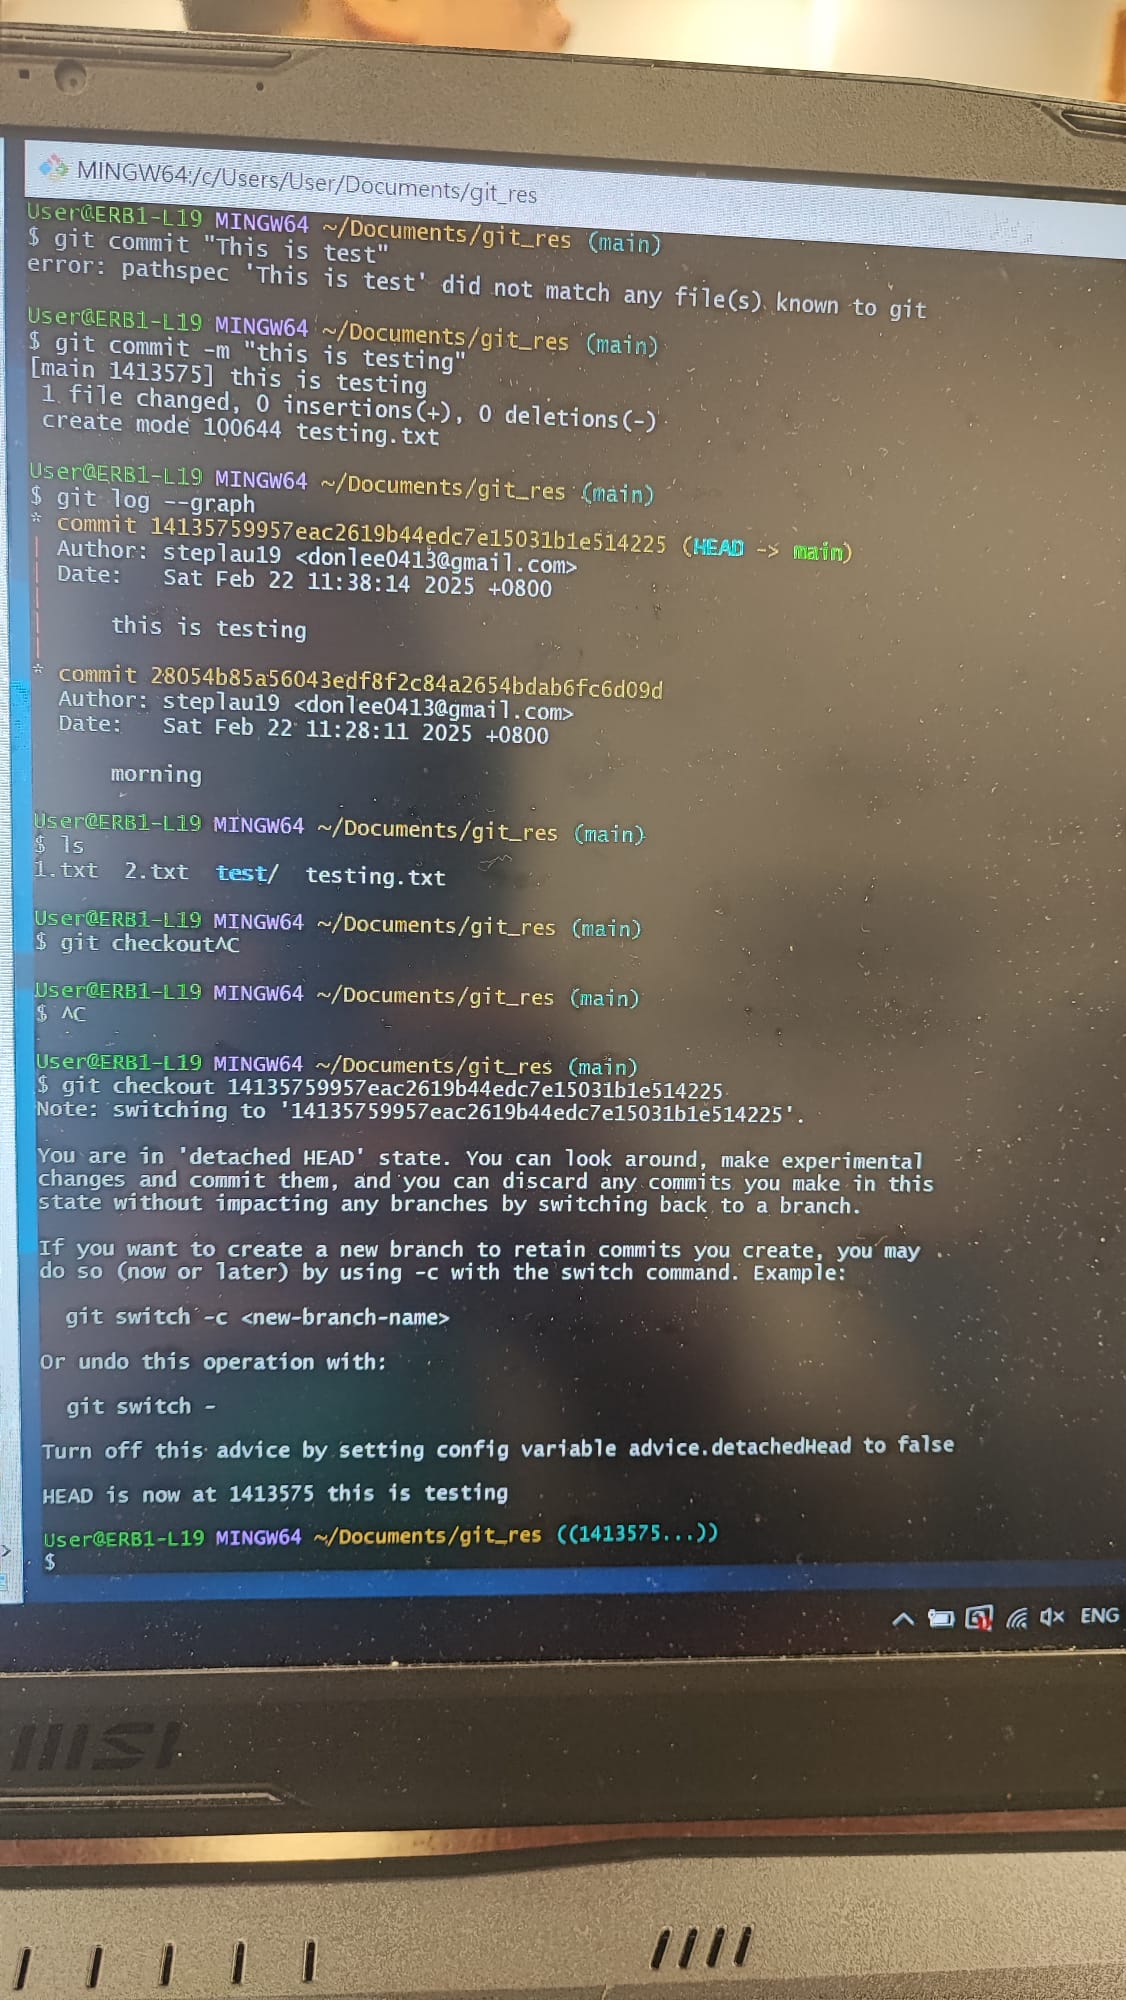 MINGW64:/c/Users/User/Documents/git_res
User@ERB1-L19 MINGW64 ~/Documents/git_res (main)
$ git commit "This is test"
error: pathspec 'This is test' did not match any file(s) known to git
User@ERB1-L19 MINGW64 ~/Documents/git_res (main)
$ git commit -m "this is testing"
[main 1413575] this is testing
1 file changed, 0 insertions(+), 0 deletions(-)
create mode 100644 testing.txt
User@ERB1-L19 MINGW64 ~/Documents/git_res (main)
$ git log --graph
* commit 14135759957eac2619b44edc7e15031b1e514225 (HEAD -> main)
| Author: steplau19 <donlee0413@gmail.com>
| Date:   Sat Feb 22 11:38:14 2025 +0800
|
|     this is testing
|
* commit 28054b85a56043edf8f2c84a2654bdab6fc6d09d
Author: steplau19 <donlee0413@gmail.com>
Date:   Sat Feb 22 11:28:11 2025 +0800
morning
User@ERB1-L19 MINGW64 ~/Documents/git_res (main)
$ ls
1.txt  2.txt  test/  testing.txt
User@ERB1-L19 MINGW64 ~/Documents/git_res (main)
$ git checkout^C
User@ERB1-L19 MINGW64 ~/Documents/git_res (main)
$ ^C
User@ERB1-L19 MINGW64 ~/Documents/git_res (main)
$ git checkout 14135759957eac2619b44edc7e15031b1e514225
Note: switching to '14135759957eac2619b44edc7e15031b1e514225'.
You are in 'detached HEAD' state. You can look around, make experimental
changes and commit them, and you can discard any commits you make in this
state without impacting any branches by switching back to a branch.
If you want to create a new branch to retain commits you create, you may
do so (now or later) by using -c with the switch command. Example:
git switch -c <new-branch-name>
Or undo this operation with:
git switch -
Turn off this advice by setting config variable advice.detachedHead to false
HEAD is now at 1413575 this is testing
User@ERB1-L19 MINGW64 ~/Documents/git_res ((1413575...))
$
ENG
msi